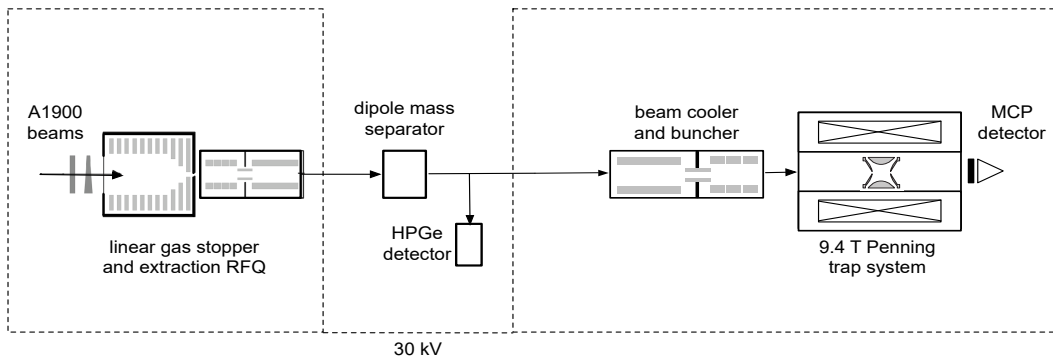 A1900
beams
linear gas stopper
and extraction RFQ
dipole mass
separator
HPGe
detector
30 kV
beam cooler
and buncher
9.4 T Penning
trap system
MCP
detector